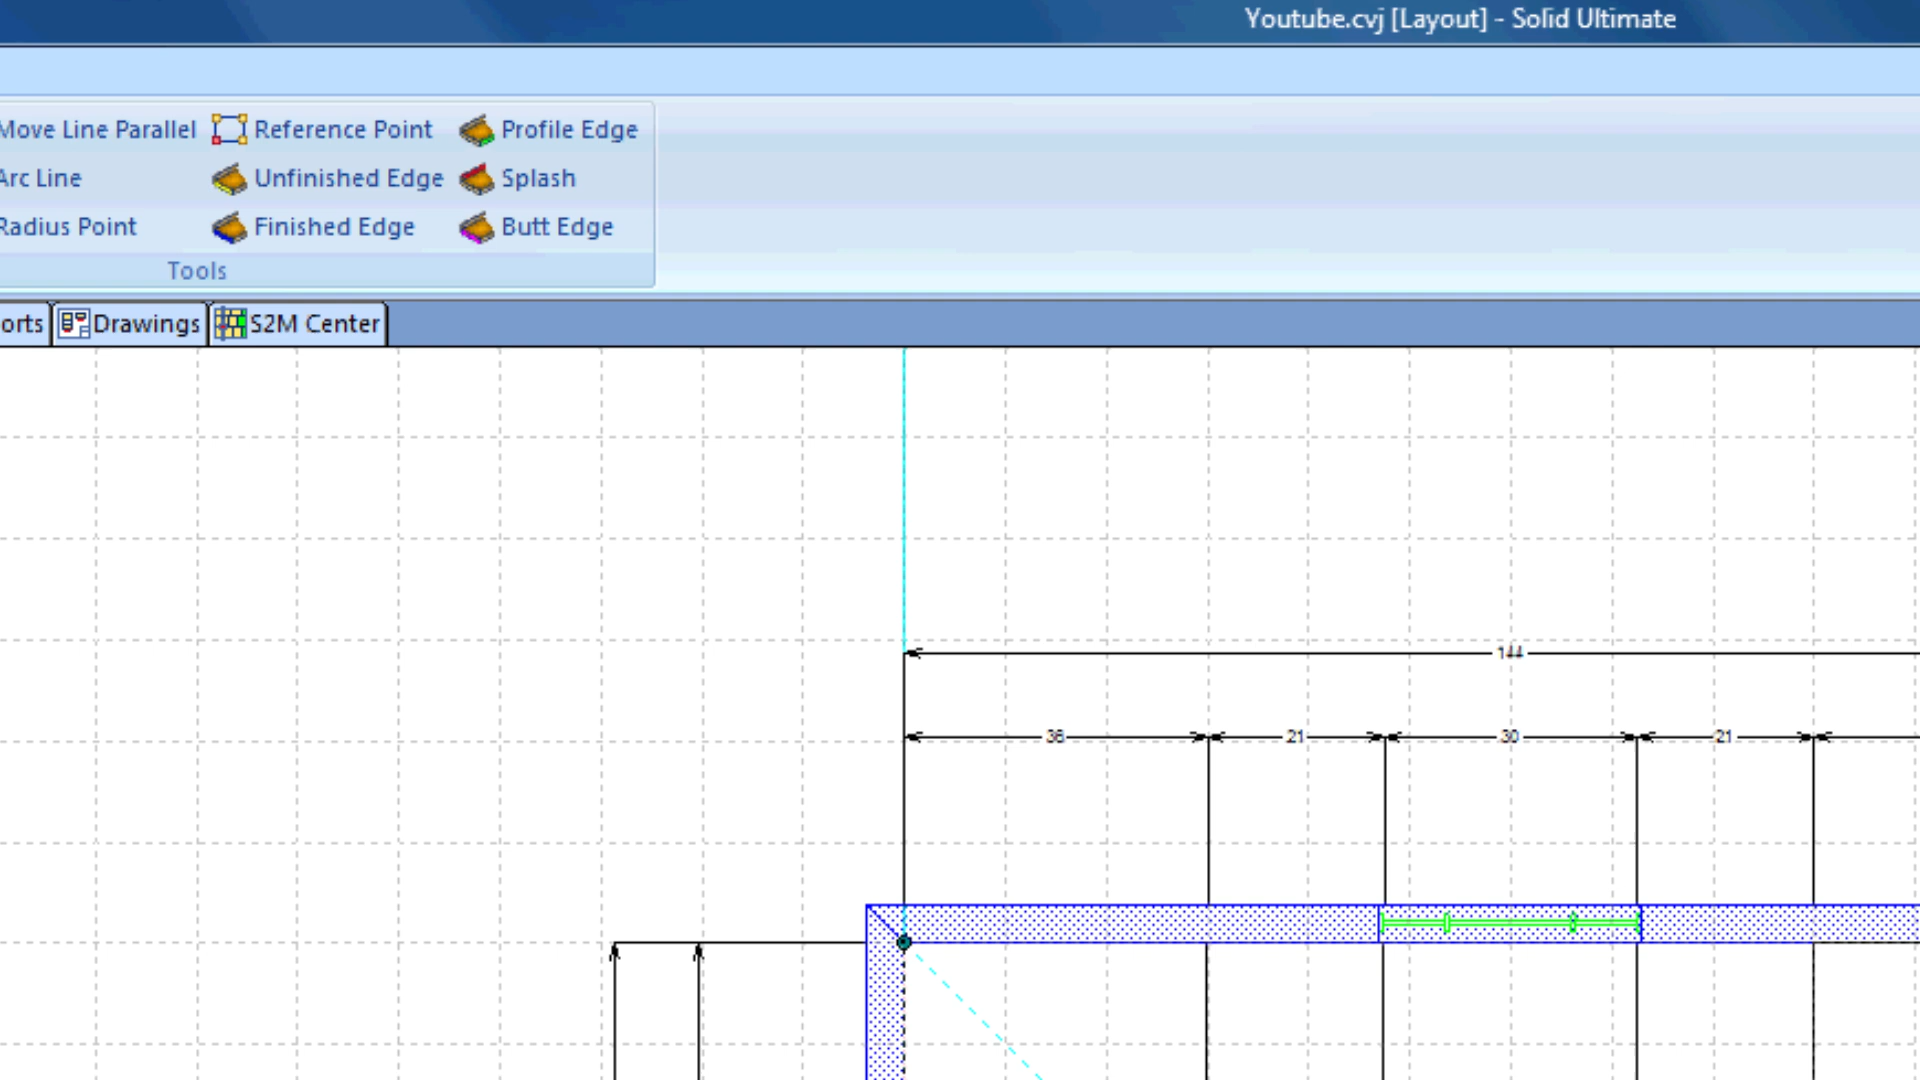 Youtube.cvj [Layout] - Solid Ultimate
Move Line Parallel Reference Point Profile Edge
Arc Line Unfinished Edge Splash
Radius Point Finished Edge Butt Edge
Tools
orts Drawings S2M Center
144
36 21 30 21